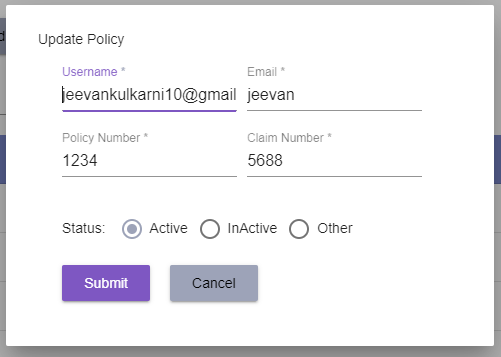 Update Policy
Username * Email *
jeevankulkarni10@gmail jeevan
Policy Number * Claim Number *
1234 5688
Status: Active InActive Other
Submit Cancel